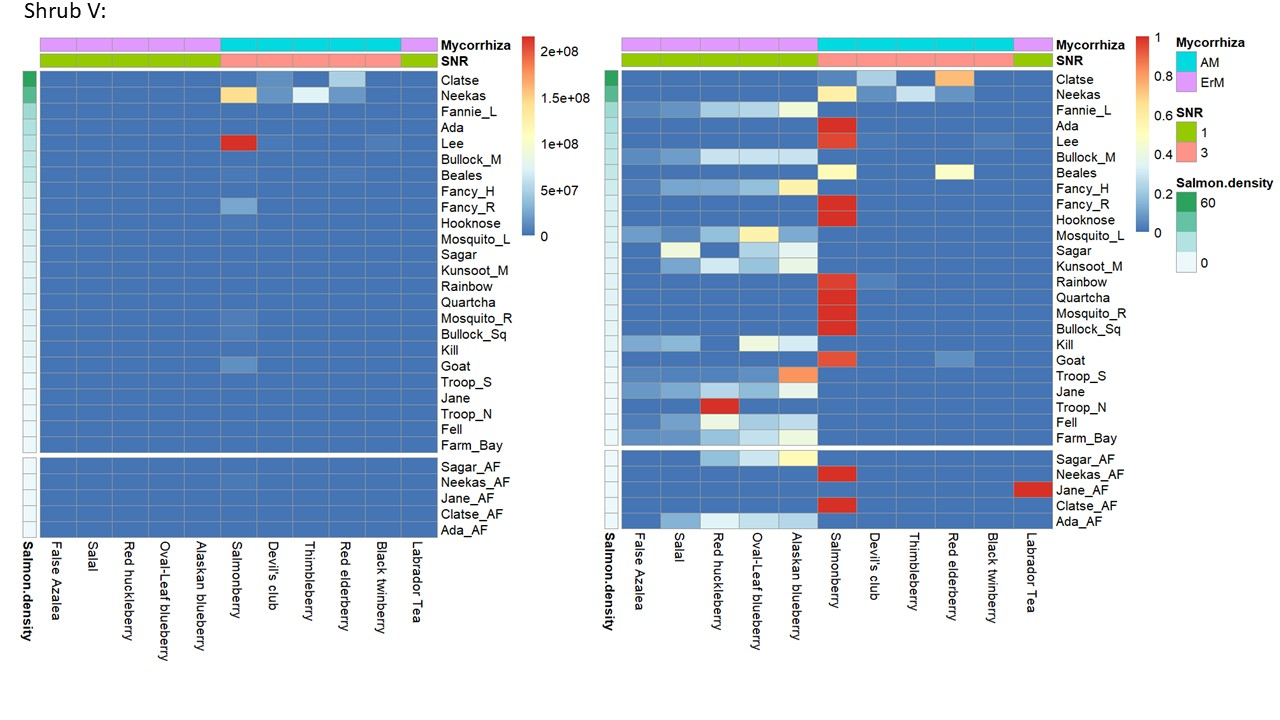 Shrub V:
Mycorrhiza
SNR
Clatse
Neekas
Fannie_L
Ada
Lee
Bullock_M
Beales
Fancy_H
Fancy_R
Hooknose
Mosquito_L
Sagar
Kunsoot_M
Rainbow
Quartcha
Mosquito_R
Bullock_Sq
Kill
Goat
Troop_S
Jane
Troop_N
Fell
Farm_Bay
Sagar_AF
Neekas_AF
Jane_AF
Clatse_AF
Ada_AF
Salmon.density
False Azalea
Salal
Red huckleberry
Oval-Leaf blueberry
Alaskan blueberry
Salmonberry
Devil's club
Thimbleberry
Red elderberry
Black twinberry
Labrador Tea
2e+08
1.5e+08
1e+08
5e+07
0
Mycorrhiza
SNR
Clatse
Neekas
Fannie_L
Ada
Lee
Bullock_M
Beales
Fancy_H
Fancy_R
Hooknose
Mosquito_L
Sagar
Kunsoot_M
Rainbow
Quartcha
Mosquito_R
Bullock_Sq
Kill
Goat
Troop_S
Jane
Troop_N
Fell
Farm_Bay
Sagar_AF
Neekas_AF
Jane_AF
Clatse_AF
Ada_AF
Salmon.density
False Azalea
Salal
Red huckleberry
Oval-Leaf blueberry
Alaskan blueberry
Salmonberry
Devil's club
Thimbleberry
Red elderberry
Black twinberry
Labrador Tea
1
0.8
0.6
0.4
0.2
0
Mycorrhiza
AM
ErM
SNR
1
3
Salmon.density
60
0